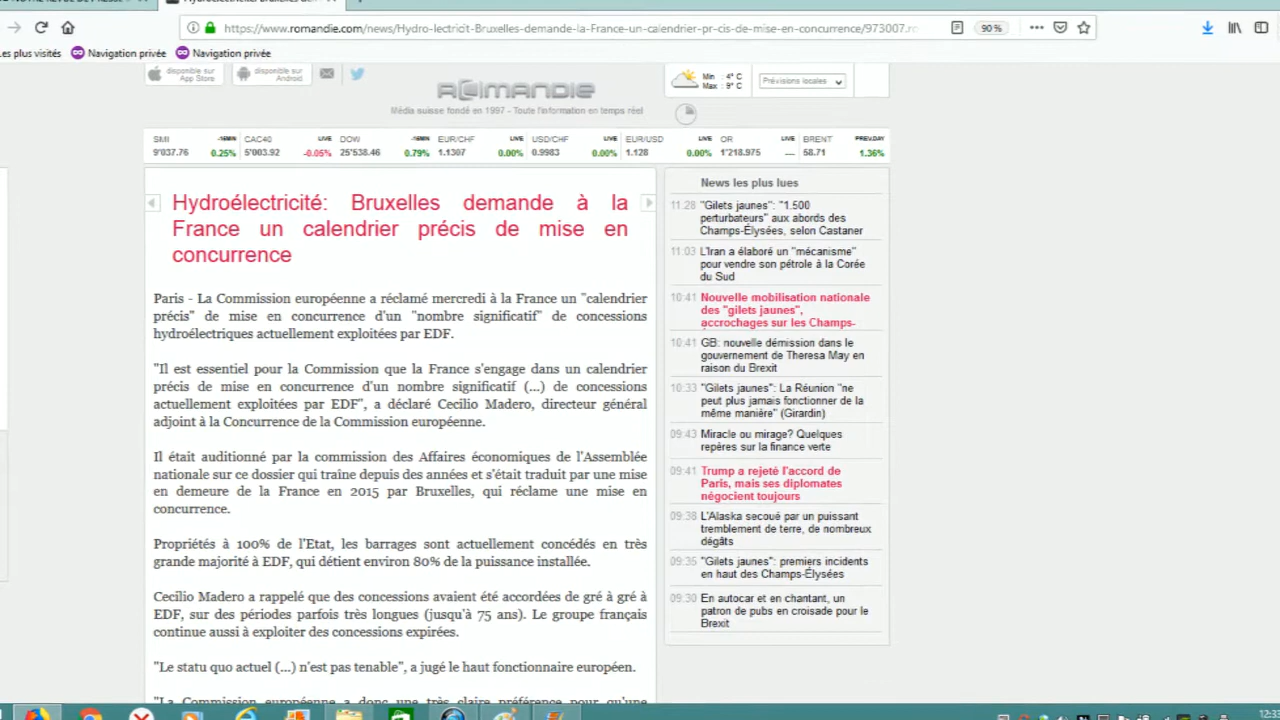 https://www.romandie.com/news/Hydro-lectricit-Bruxelles-demande-la-France-un-calendrier-pr-cis-de-mise-en-concurrence/973007.r
90%
es plus visités
Navigation privée
Navigation privée
disponible sur
App Store
disponible sur
Android
ROMANDIE
Média suisse fondé en 1997 - Toute l'information en temps réel
Min : 4° C
Max : 9° C
Prévisions locales
SMI -16MIN CAC40 LIVE DOW -16MIN EUR/CHF LIVE USD/CHF LIVE EUR/USD LIVE OR LIVE BRENT PREV.DAY
9'037.76 0.25% 5'003.92 -0.05% 25'538.46 0.79% 1.1307 0.00% 0.9983 0.00% 1.128 0.00% 1'218.975 --- 58.71 1.36%
Hydroélectricité: Bruxelles demande à la
France un calendrier précis de mise en
concurrence
Paris - La Commission européenne a réclamé mercredi à la France un "calendrier
précis" de mise en concurrence d'un "nombre significatif" de concessions
hydroélectriques actuellement exploitées par EDF.
"Il est essentiel pour la Commission que la France s'engage dans un calendrier
précis de mise en concurrence d'un nombre significatif (...) de concessions
actuellement exploitées par EDF", a déclaré Cecilio Madero, directeur général
adjoint à la Concurrence de la Commission européenne.
Il était auditionné par la commission des Affaires économiques de l'Assemblée
nationale sur ce dossier qui traîne depuis des années et s'était traduit par une mise
en demeure de la France en 2015 par Bruxelles, qui réclame une mise en
concurrence.
Propriétés à 100% de l'Etat, les barrages sont actuellement concédés en très
grande majorité à EDF, qui détient environ 80% de la puissance installée.
Cecilio Madero a rappelé que des concessions avaient été accordées de gré à gré à
EDF, sur des périodes parfois très longues (jusqu'à 75 ans). Le groupe français
continue aussi à exploiter des concessions expirées.
"Le statu quo actuel (...) n'est pas tenable", a jugé le haut fonctionnaire européen.
"La Commission européenne a donc une très claire préférence pour qu'une
News les plus lues
11:28 "Gilets jaunes": "1.500
perturbateurs" aux abords des
Champs-Élysées, selon Castaner
11:03 L'Iran a élaboré un "mécanisme"
pour vendre son pétrole à la Corée
du Sud
10:41 Nouvelle mobilisation nationale
des "gilets jaunes",
accrochages sur les Champs-
10:41 GB: nouvelle démission dans le
gouvernement de Theresa May en
raison du Brexit
10:33 "Gilets jaunes": La Réunion "ne
peut plus jamais fonctionner de la
même manière" (Girardin)
09:43 Miracle ou mirage? Quelques
repères sur la finance verte
09:41 Trump a rejeté l'accord de
Paris, mais ses diplomates
négocient toujours
09:38 L'Alaska secoué par un puissant
tremblement de terre, de nombreux
dégâts
09:35 "Gilets jaunes": premiers incidents
en haut des Champs-Élysées
09:30 En autocar et en chantant, un
patron de pubs en croisade pour le
Brexit